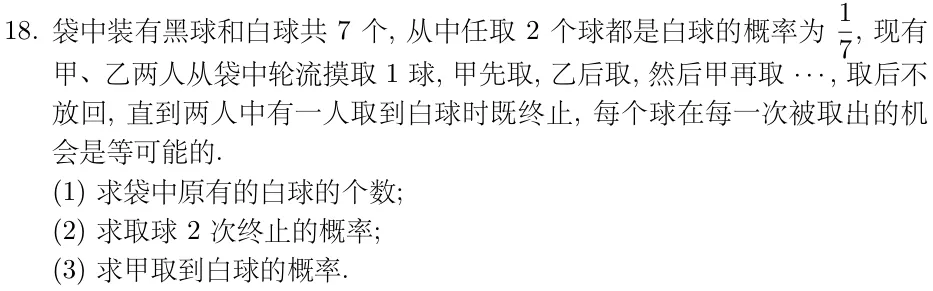 18. 袋中装有黑球和白球共 7 个, 从中任取 2 个球都是白球的概率为 1/7, 现有
甲、乙两人从袋中轮流摸取 1 球, 甲先取, 乙后取, 然后甲再取 ⋯, 取后不
放回, 直到两人中有一人取到白球时既终止, 每个球在每一次被取出的机
会是等可能的.
(1) 求袋中原有的白球的个数;
(2) 求取球 2 次终止的概率;
(3) 求甲取到白球的概率.